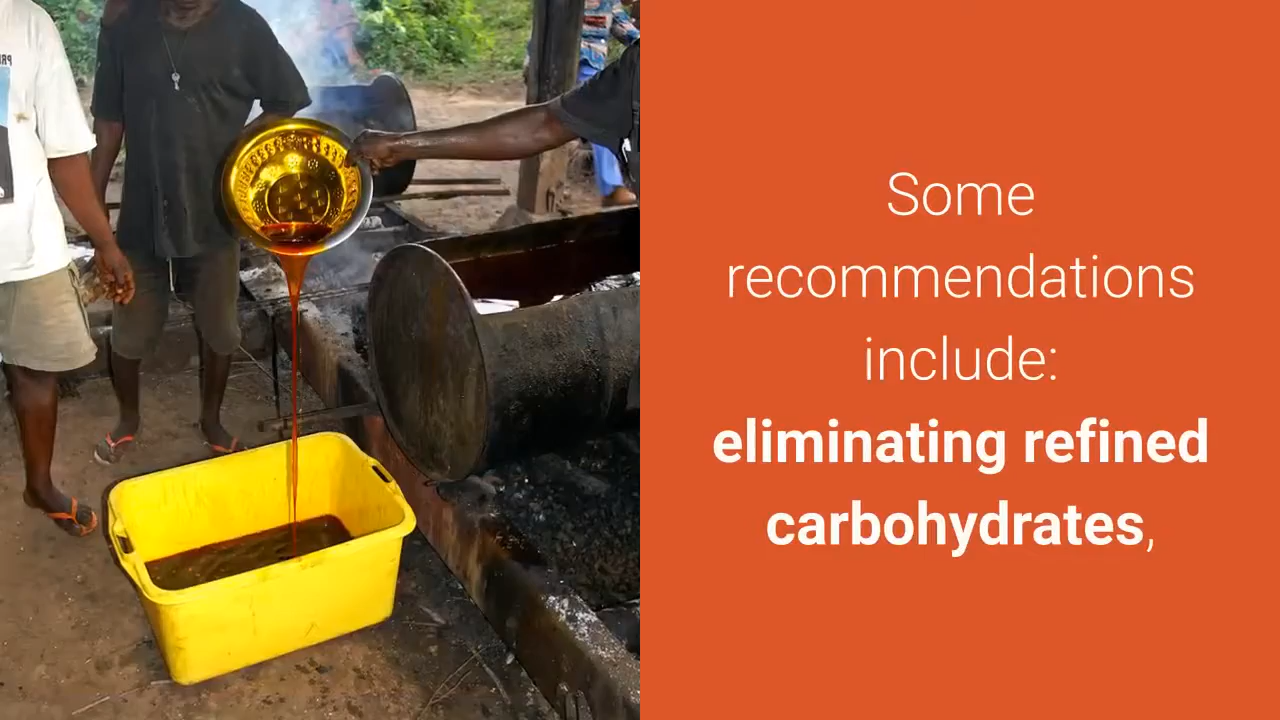 Some
recommendations
include:
eliminating refined
carbohydrates,